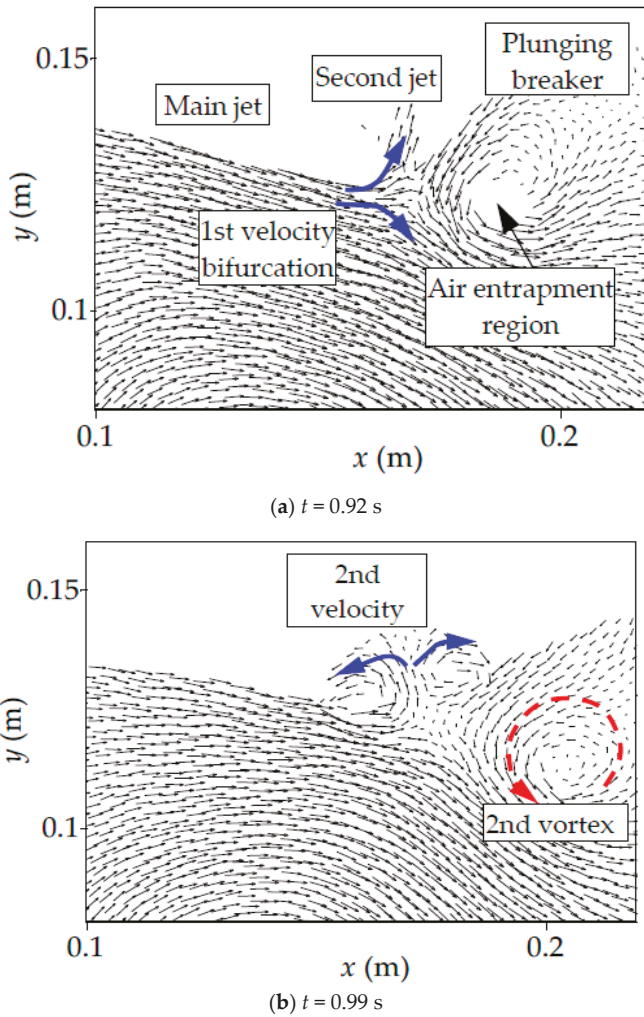 0.15
Plunging
breaker
Second jet
Main jet
y (m)
1st velocity
bifurcation
Air entrapment
region
0.1
0.1
0.2
x (m)
(a) t = 0.92 s
0.15
2nd
velocity
y (m)
0.1
2nd vortex
0.1
0.2
x (m)
(b) t = 0.99 s